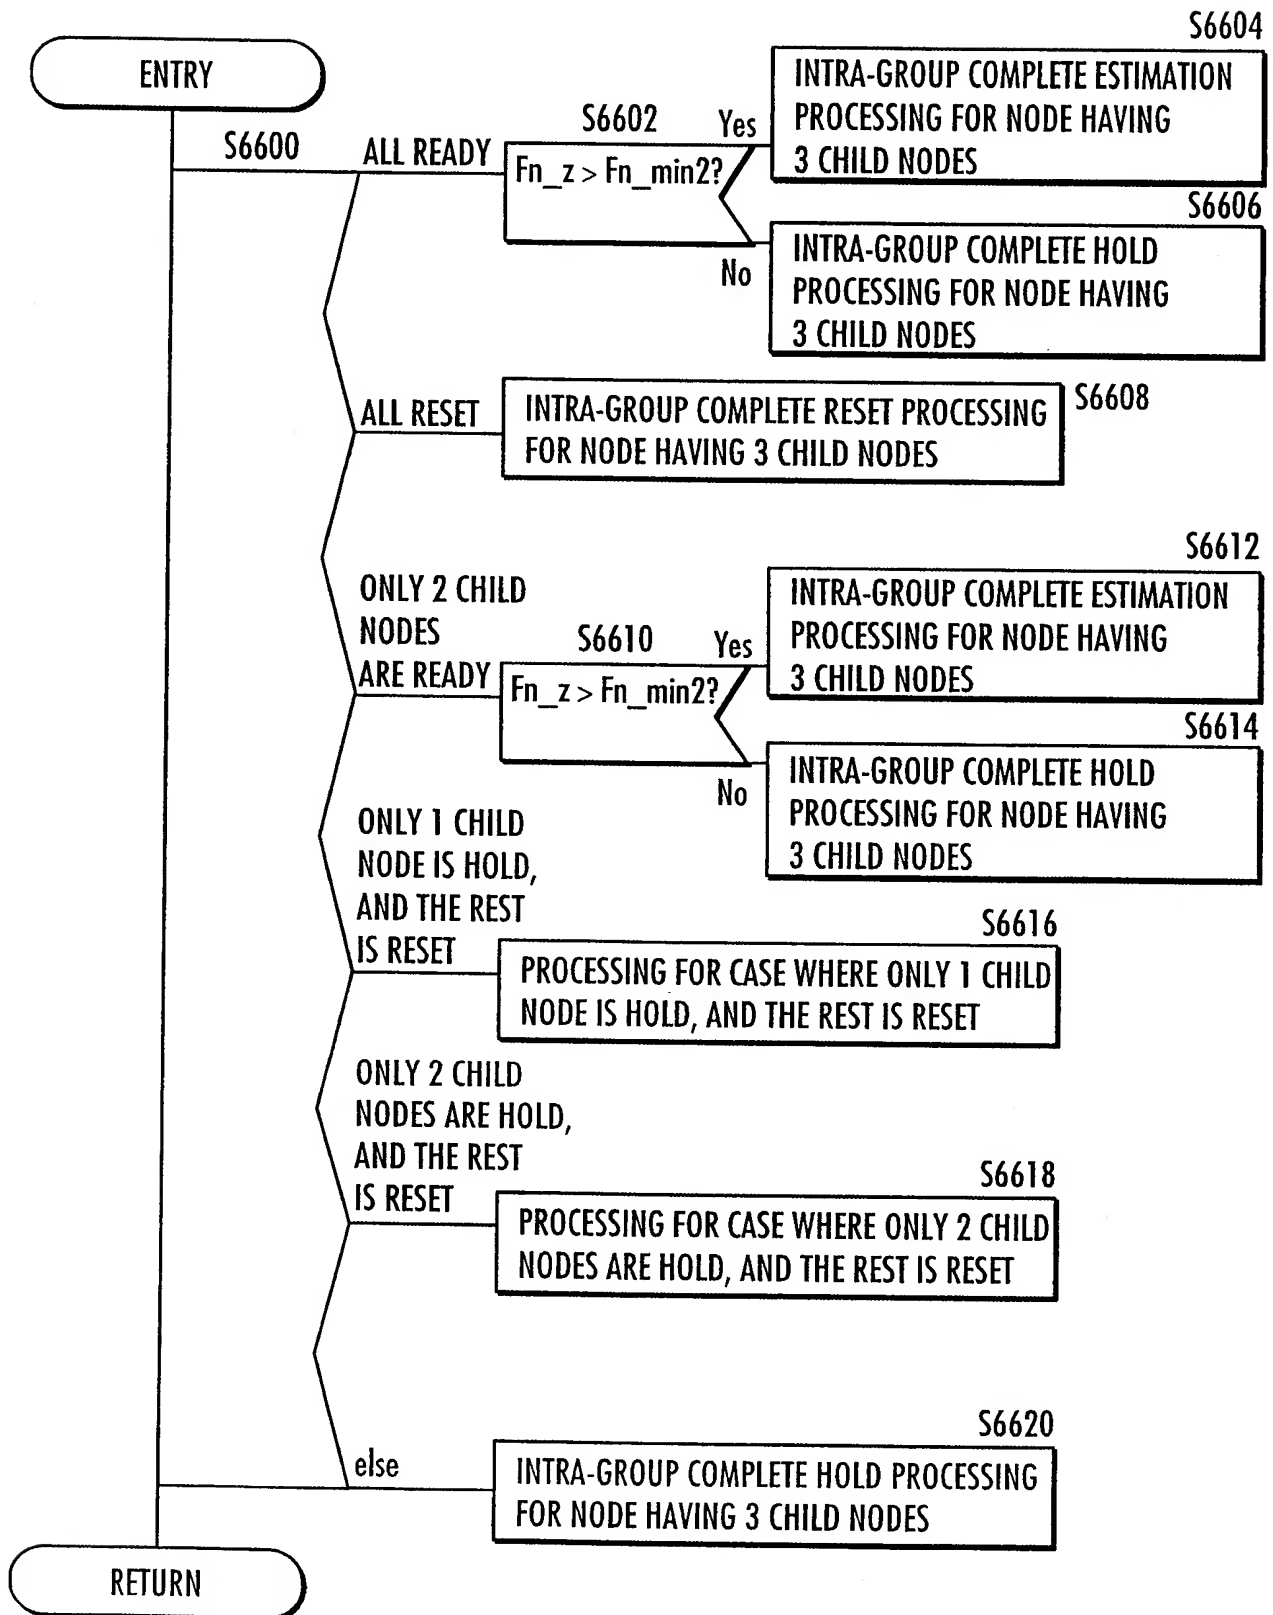 ENTRY
S6600
ALL READY
S6602
Fn_z > Fn_min2?
Yes
S6604
INTRA-GROUP COMPLETE ESTIMATION
PROCESSING FOR NODE HAVING
3 CHILD NODES
No
S6606
INTRA-GROUP COMPLETE HOLD
PROCESSING FOR NODE HAVING
3 CHILD NODES
ALL RESET
S6608
INTRA-GROUP COMPLETE RESET PROCESSING
FOR NODE HAVING 3 CHILD NODES
ONLY 2 CHILD
NODES
ARE READY
S6610
Fn_z > Fn_min2?
Yes
S6612
INTRA-GROUP COMPLETE ESTIMATION
PROCESSING FOR NODE HAVING
3 CHILD NODES
No
S6614
INTRA-GROUP COMPLETE HOLD
PROCESSING FOR NODE HAVING
3 CHILD NODES
ONLY 1 CHILD
NODE IS HOLD,
AND THE REST
IS RESET
S6616
PROCESSING FOR CASE WHERE ONLY 1 CHILD
NODE IS HOLD, AND THE REST IS RESET
ONLY 2 CHILD
NODES ARE HOLD,
AND THE REST
IS RESET
S6618
PROCESSING FOR CASE WHERE ONLY 2 CHILD
NODES ARE HOLD, AND THE REST IS RESET
else
S6620
INTRA-GROUP COMPLETE HOLD PROCESSING
FOR NODE HAVING 3 CHILD NODES
RETURN